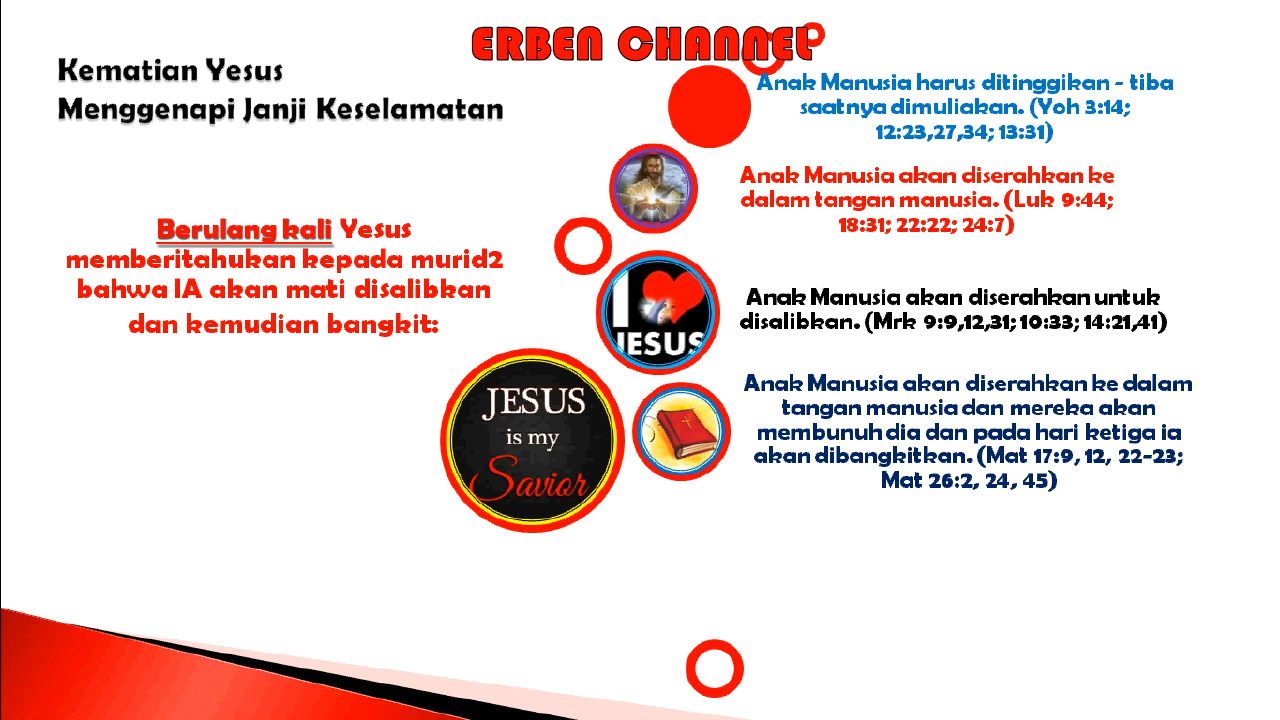 ERBEN CHANNEL
Kematian Yesus
Menggenapi Janji Keselamatan
Berulang kali Yesus
memberitahukan kepada murid2
bahwa IA akan mati disalibkan
dan kemudian bangkit:
Anak Manusia harus ditinggikan - tiba
saatnya dimuliakan. (Yoh 3:14;
12:23,27,34; 13:31)
Anak Manusia akan diserahkan ke
dalam tangan manusia. (Luk 9:44;
18:31; 22:22; 24:7)
I
JESUS
Anak Manusia akan diserahkan untuk
disalibkan. (Mrk 9:9,12,31; 10:33; 14:21,41)
JESUS
is my
Savior
Anak Manusia akan diserahkan ke dalam
tangan manusia dan mereka akan
membunuh dia dan pada hari ketiga ia
akan dibangkitkan. (Mat 17:9, 12, 22-23;
Mat 26:2, 24, 45)